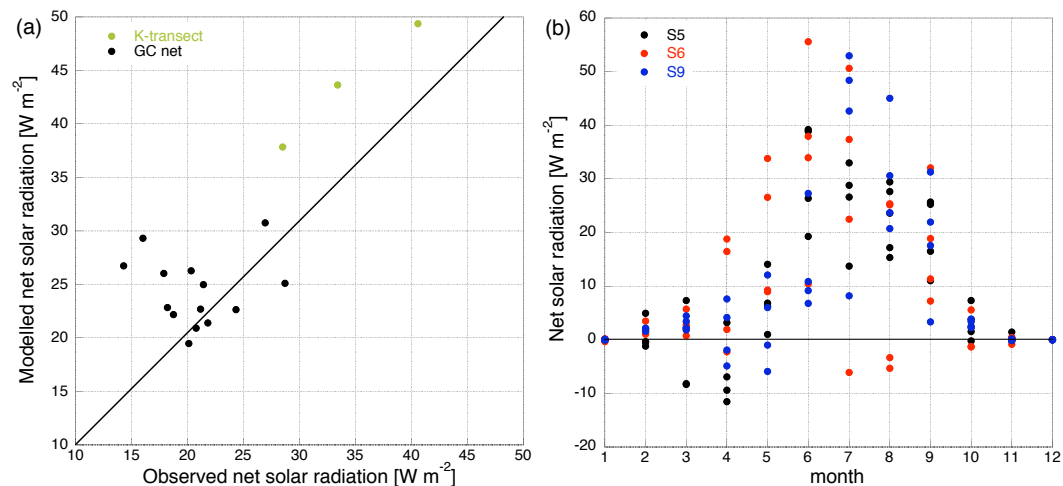 (a)
K-transect
GC net
Modelled net solar radiation [W m⁻²]
50
45
40
35
30
25
20
15
10
10 15 20 25 30 35 40 45 50
Observed net solar radiation [W m⁻²]
(b)
S5
S6
S9
Net solar radiation [W m⁻²]
60
50
40
30
20
10
0
-10
-20
1 2 3 4 5 6 7 8 9 10 11 12
month